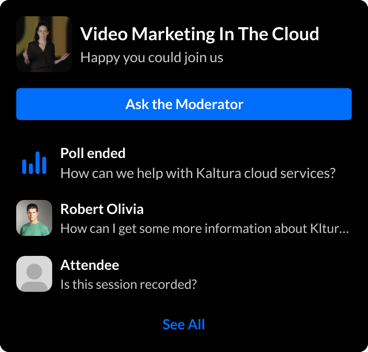 Video Marketing In The Cloud
Happy you could join us
Ask the Moderator
Poll ended
How can we help with Kaltura cloud services?
Robert Olivia
How can I get some more information about Kltur...
Attendee
Is this session recorded?
See All